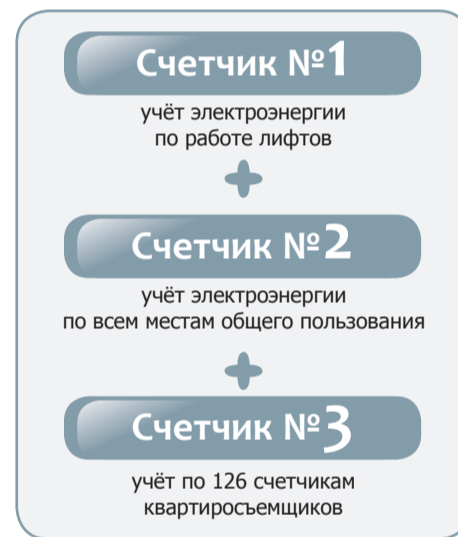 Счетчик №1
учёт электроэнергии
по работе лифтов
+
Счетчик №2
учёт электроэнергии
по всем местам общего пользования
+
Счетчик №3
учёт по 126 счетчикам
квартиросъемщиков